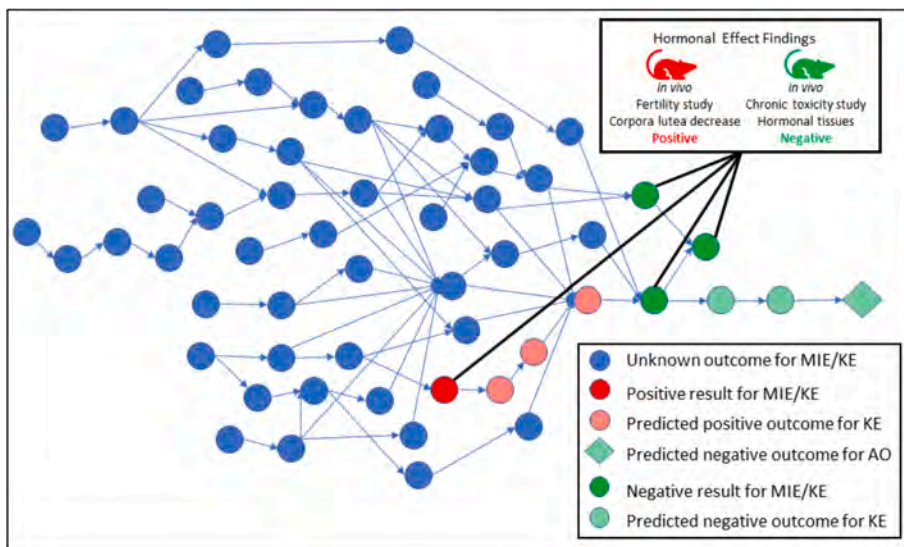 Hormonal Effect Findings
in vivo
Fertility study
Corpora lutea decrease
Positive
in vivo
Chronic toxicity study
Hormonal tissues
Negative
Unknown outcome for MIE/KE
Positive result for MIE/KE
Predicted positive outcome for KE
Predicted negative outcome for AO
Negative result for MIE/KE
Predicted negative outcome for KE